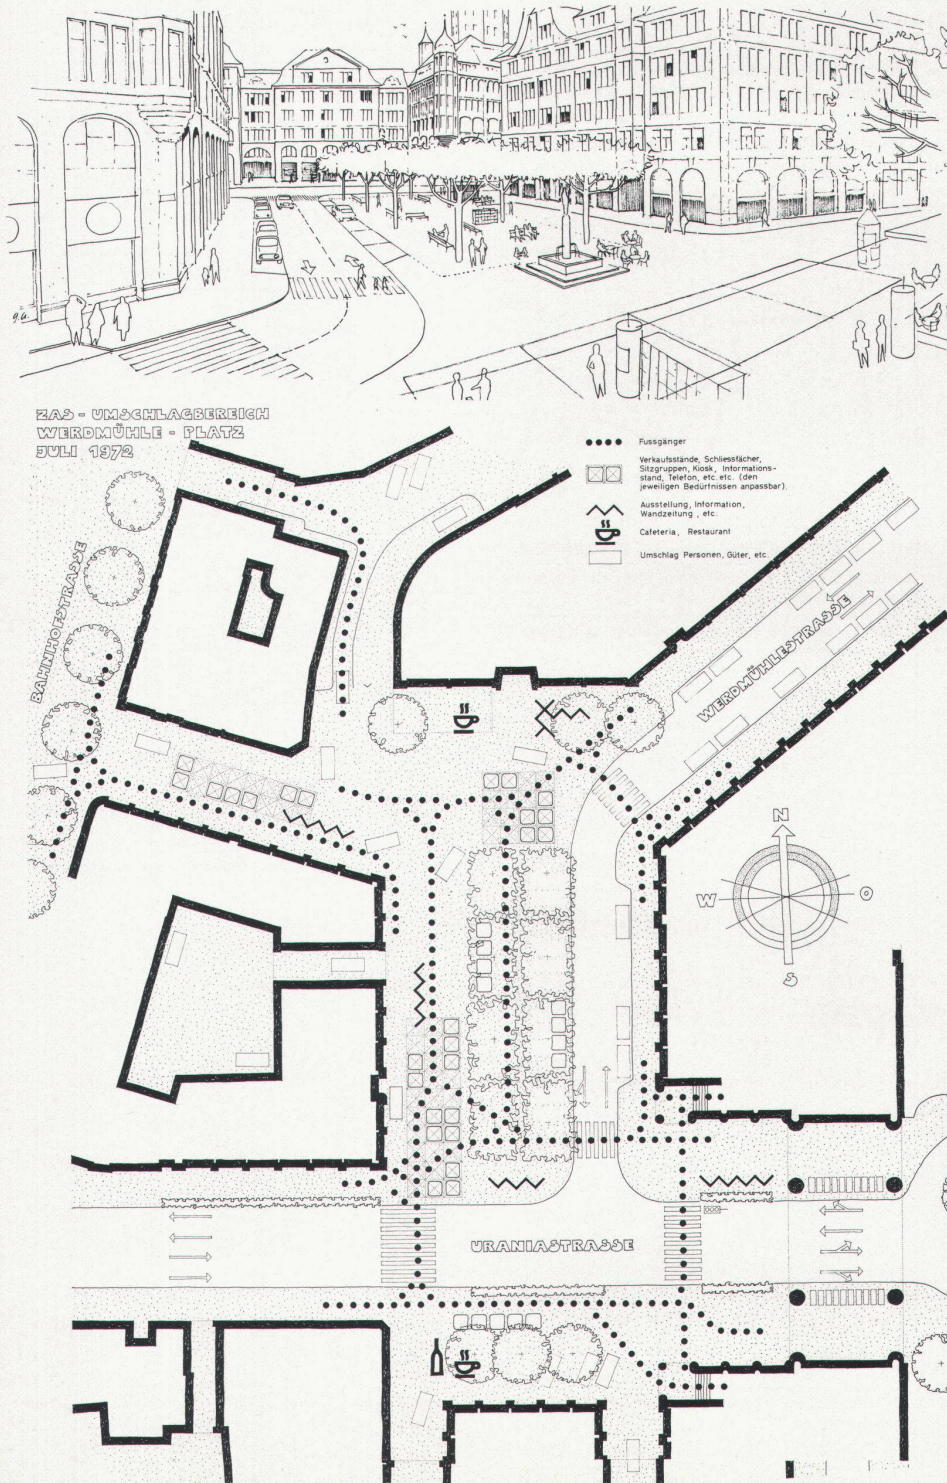 g.a.
ZAS - UMSCHLAGBEREICH
WERDMÜHLE - PLATZ
JULI 1972
Fussgänger
Verkaufsstände, Schliessfächer,
Sitzgruppen, Kiosk, Informations-
stand, Telefon, etc. etc. (den
jeweiligen Bedürfnissen anpassbar).
Ausstellung, Information,
Wandzeitung, etc.
Cafeteria, Restaurant
Umschlag Personen, Güter, etc.
BAHNHOFSTRASSE
WERDMÜHLESTRASSE
N
W
O
S
URANIASTRASSE